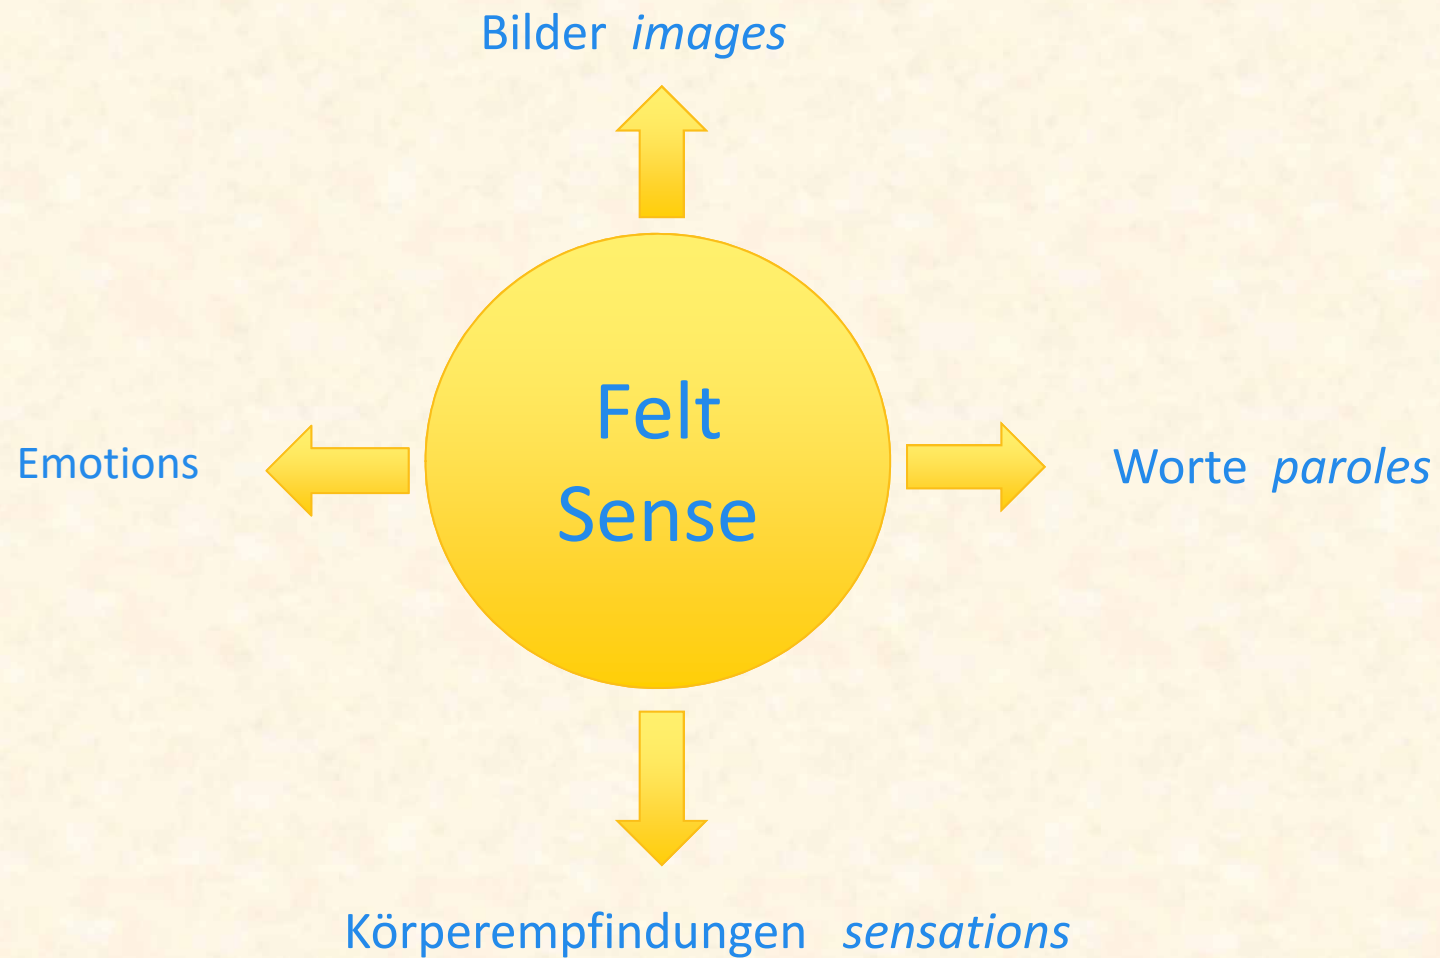 Bilder images
Felt
Sense
Emotions
Worte paroles
Körperempfindungen sensations